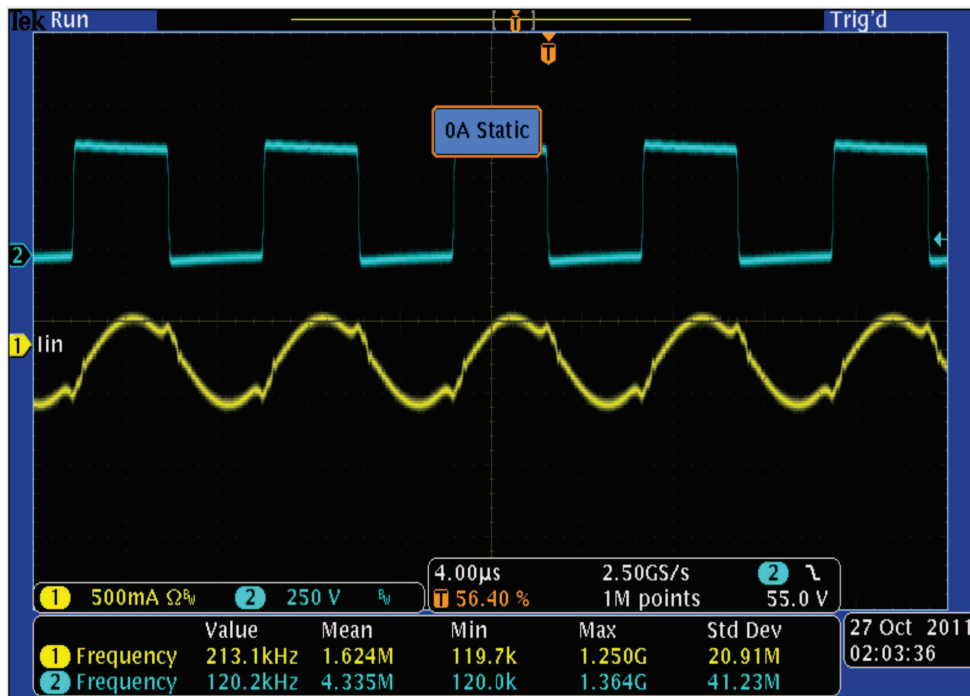 Tek Run Trig'd
T
T
0A Static
2
1 Iin
1 500mA ΩBw 2 250 V Bw
4.00µs 2.50GS/s 2
T 56.40 % 1M points 55.0 V
Value Mean Min Max Std Dev
1 Frequency 213.1kHz 1.624M 119.7k 1.250G 20.91M
2 Frequency 120.2kHz 4.335M 120.0k 1.364G 41.23M
27 Oct 2011
02:03:36